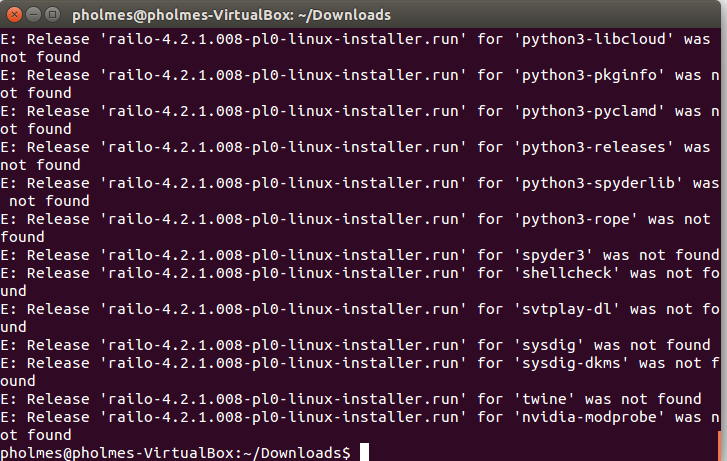 pholmes@pholmes-VirtualBox: ~/Downloads
E: Release 'railo-4.2.1.008-pl0-linux-installer.run' for 'python3-libcloud' was
not found
E: Release 'railo-4.2.1.008-pl0-linux-installer.run' for 'python3-pkginfo' was n
ot found
E: Release 'railo-4.2.1.008-pl0-linux-installer.run' for 'python3-pyclamd' was n
ot found
E: Release 'railo-4.2.1.008-pl0-linux-installer.run' for 'python3-releases' was
not found
E: Release 'railo-4.2.1.008-pl0-linux-installer.run' for 'python3-spyderlib' was
 not found
E: Release 'railo-4.2.1.008-pl0-linux-installer.run' for 'python3-rope' was not
found
E: Release 'railo-4.2.1.008-pl0-linux-installer.run' for 'spyder3' was not found
E: Release 'railo-4.2.1.008-pl0-linux-installer.run' for 'shellcheck' was not fo
und
E: Release 'railo-4.2.1.008-pl0-linux-installer.run' for 'svtplay-dl' was not fo
und
E: Release 'railo-4.2.1.008-pl0-linux-installer.run' for 'sysdig' was not found
E: Release 'railo-4.2.1.008-pl0-linux-installer.run' for 'sysdig-dkms' was not f
ound
E: Release 'railo-4.2.1.008-pl0-linux-installer.run' for 'twine' was not found
E: Release 'railo-4.2.1.008-pl0-linux-installer.run' for 'nvidia-modprobe' was n
ot found
pholmes@pholmes-VirtualBox:~/Downloads$